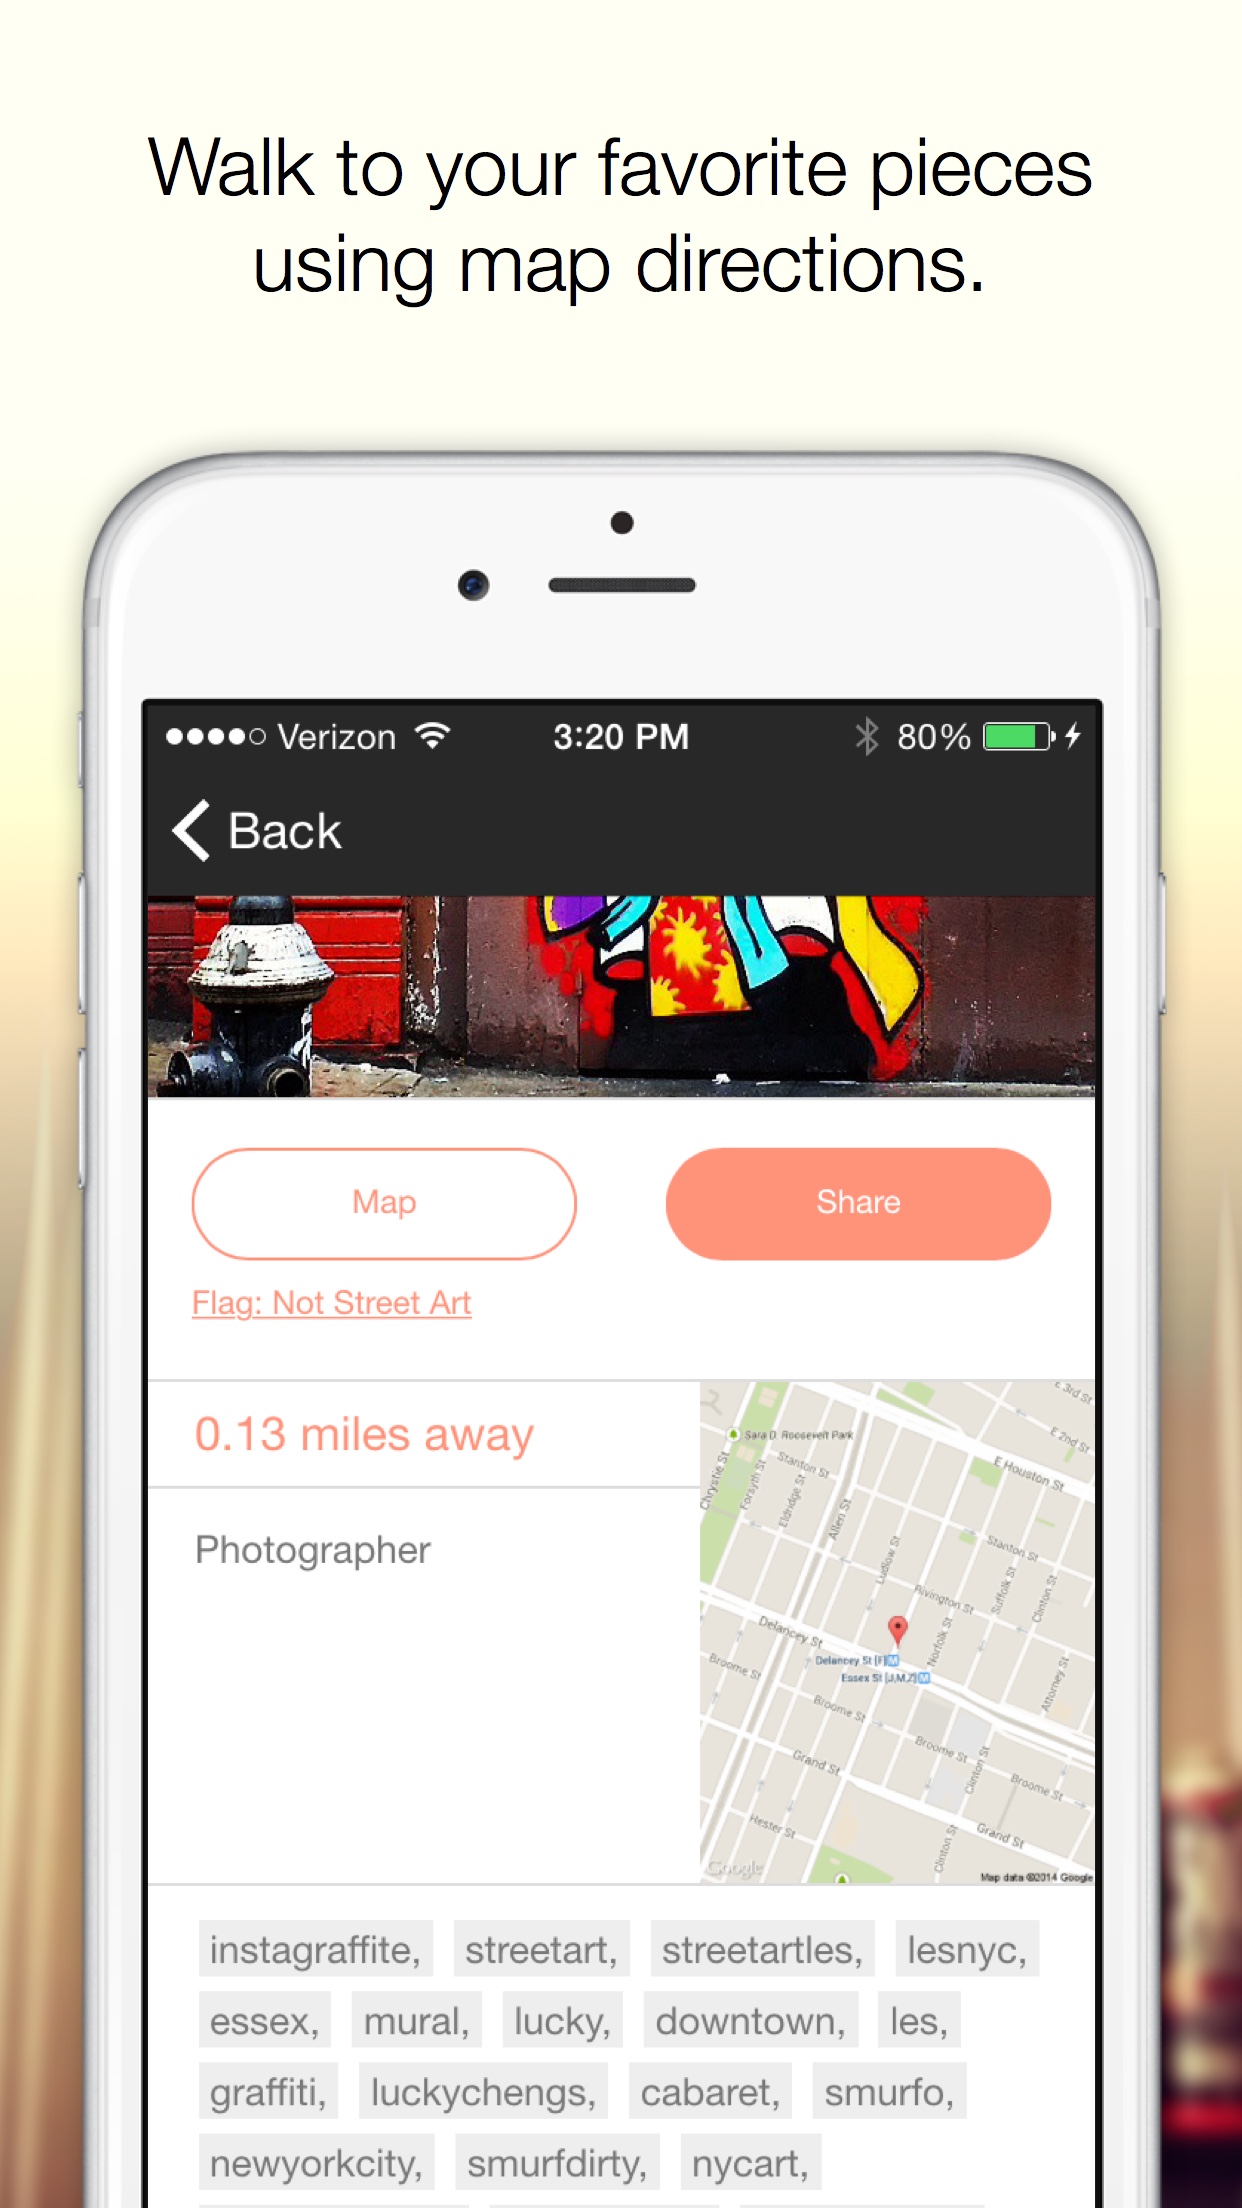 Walk to your favorite pieces
using map directions.
Verizon 3:20 PM 80%
Back
Map Share
Flag: Not Street Art
0.13 miles away
Photographer
E 3rd St
Sara D. Roosevelt Park
E 2nd St
Stanton St
E Houston St
Chrystie St
Forsyth St
Eldridge St
Allen St
Ludlow St
Stanton St
Suffolk St
Clinton St
Rivington St
Delancey St
Norfolk St
Delancey St [F] M
Essex St [J,M,Z] M
Broome St
Attorney St
Broome St
Broome St
Grand St
Clinton St
Broome St
Hester St
Grand St
Clinton St
Google
Map data ©2014 Google
instagraffite, streetart, streetartles, lesnyc,
essex, mural, lucky, downtown, les,
graffiti, luckychengs, cabaret, smurfo,
newyorkcity, smurfdirty, nycart,